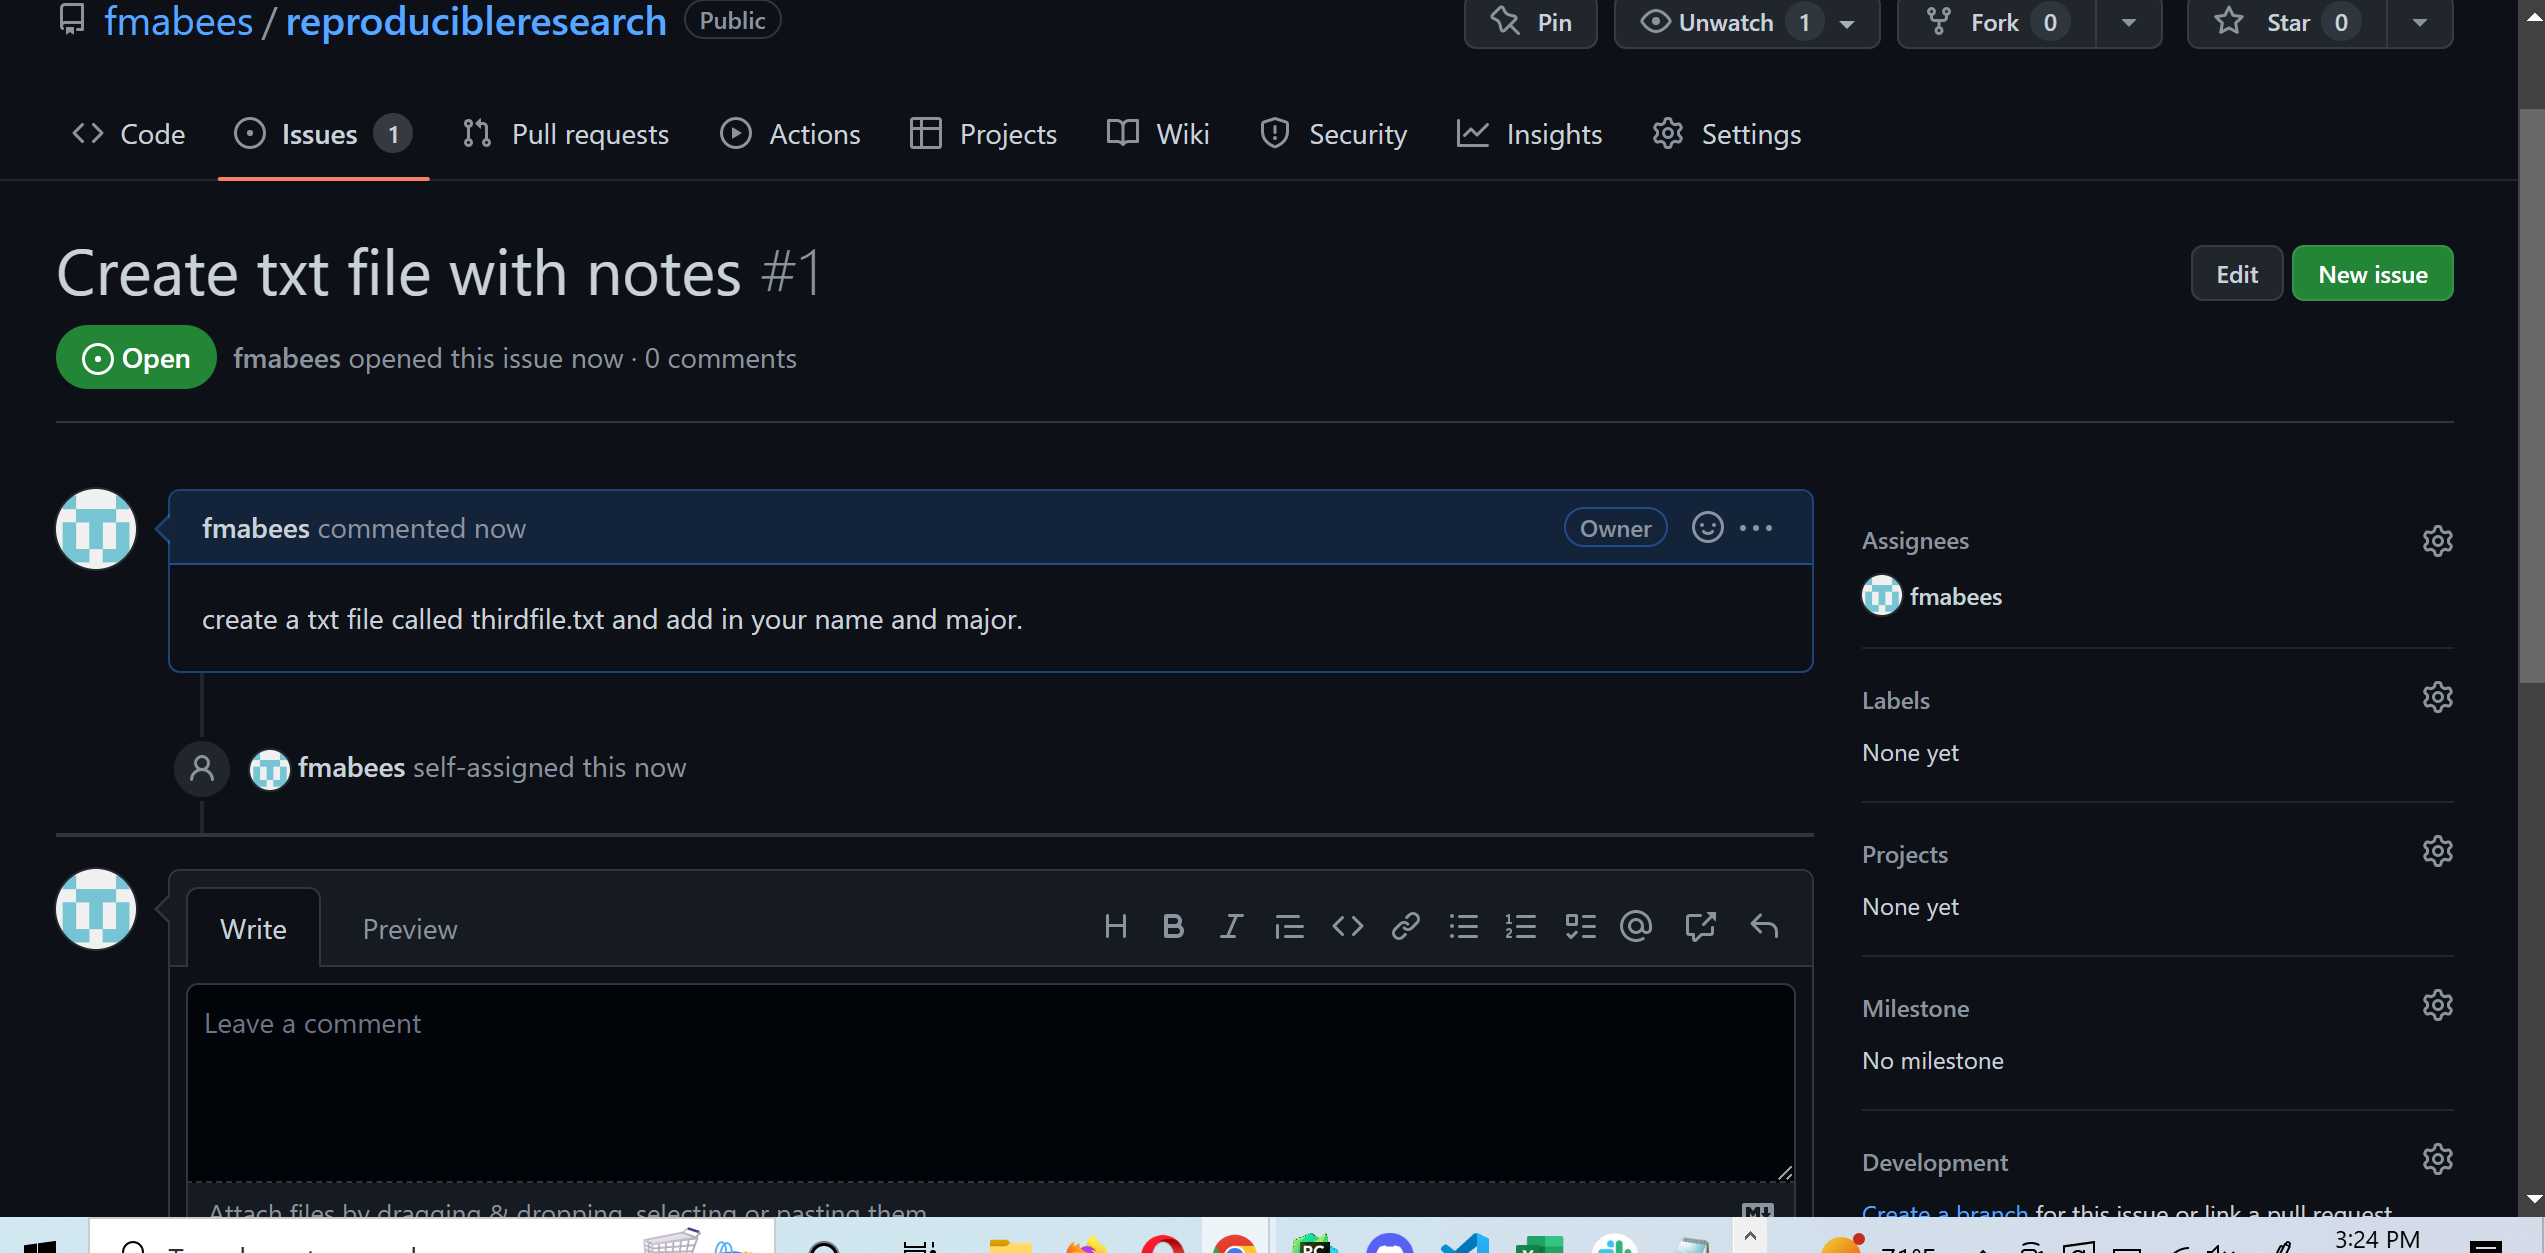 fmabees / reproducibleresearch Public
Pin Unwatch 1 Fork 0 Star 0
Code Issues 1 Pull requests Actions Projects Wiki Security Insights Settings
Create txt file with notes #1
Edit New issue
Open fmabees opened this issue now · 0 comments
fmabees commented now Owner
create a txt file called thirdfile.txt and add in your name and major.
fmabees self-assigned this now
Write Preview
Leave a comment
Attach files by dragging & dropping, selecting or pasting them.
Assignees
fmabees
Labels
None yet
Projects
None yet
Milestone
No milestone
Development
Create a branch for this issue or link a pull request.
71°F
3:24 PM